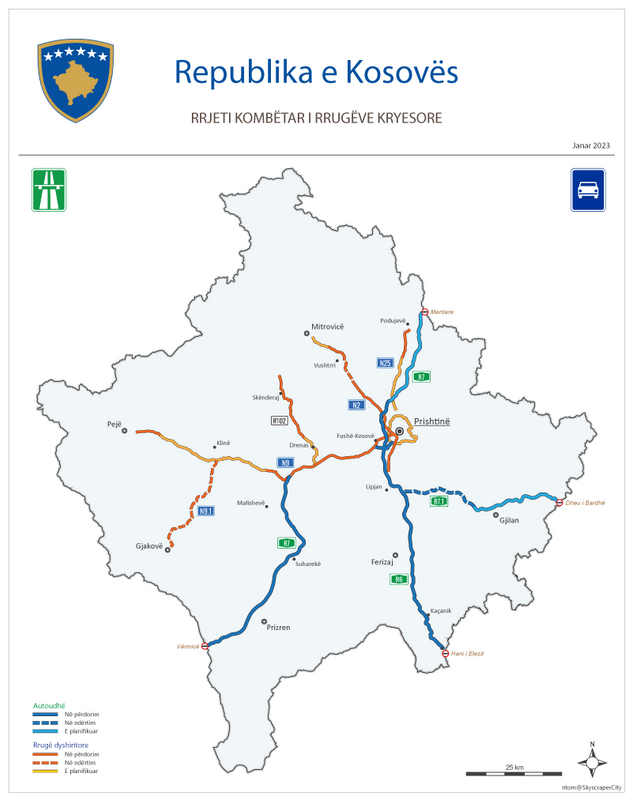 Republika e Kosovës
RRJETI KOMBËTAR I RRUGËVE KRYESORE
Janar 2023
Merdare
Podujevë
Mitrovicë
Vushtrri
N25
R7
Skënderaj
N2
R102
Prishtinë
Pejë
Fushë-Kosovë
Klinë
Drenas
N9
Lipjan
Malishevë
R7.1
Dheu i Bardhë
N9.1
Gjilan
Gjakovë
R7
Ferizaj
Suharekë
R6
Kaçanik
Prizren
Vërmicë
Hani i Elezit
Autoudhë
Në përdorim
Në ndërtim
E planifikuar
Rrugë dyshiritore
Në përdorim
Në ndërtim
E planifikuar
N
25 km
ntom@SkyscraperCity